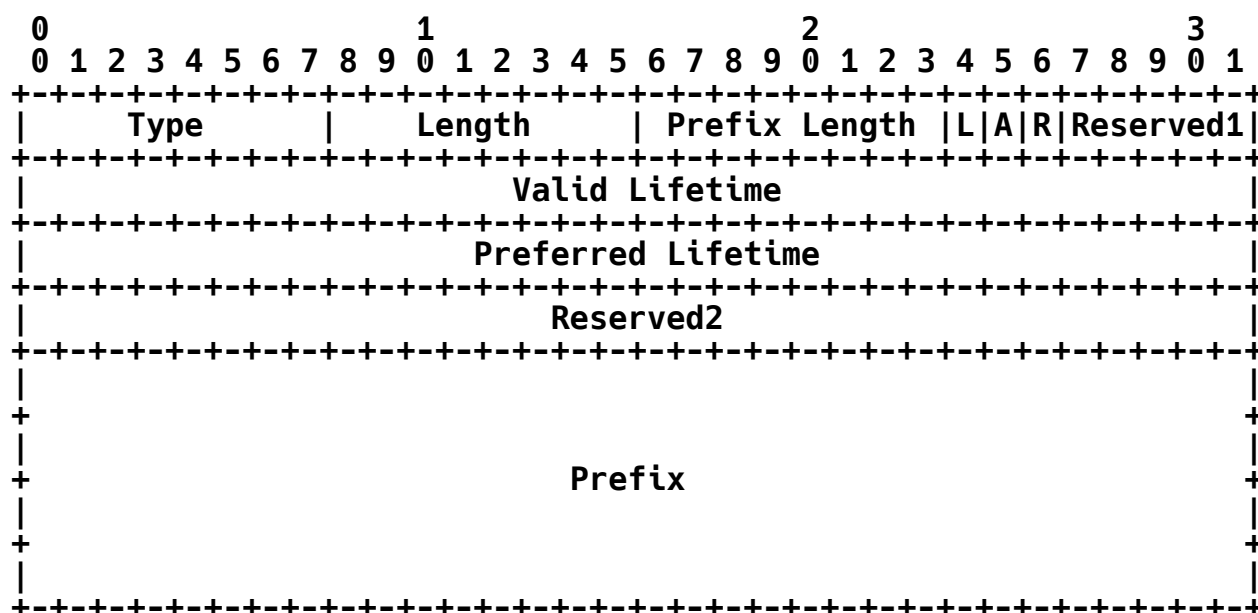 0                   1                   2                   3
 0 1 2 3 4 5 6 7 8 9 0 1 2 3 4 5 6 7 8 9 0 1 2 3 4 5 6 7 8 9 0 1
+-+-+-+-+-+-+-+-+-+-+-+-+-+-+-+-+-+-+-+-+-+-+-+-+-+-+-+-+-+-+-+-+
|     Type      |    Length     | Prefix Length |L|A|R|Reserved1|
+-+-+-+-+-+-+-+-+-+-+-+-+-+-+-+-+-+-+-+-+-+-+-+-+-+-+-+-+-+-+-+-+
|                         Valid Lifetime                        |
+-+-+-+-+-+-+-+-+-+-+-+-+-+-+-+-+-+-+-+-+-+-+-+-+-+-+-+-+-+-+-+-+
|                       Preferred Lifetime                      |
+-+-+-+-+-+-+-+-+-+-+-+-+-+-+-+-+-+-+-+-+-+-+-+-+-+-+-+-+-+-+-+-+
|                           Reserved2                           |
+-+-+-+-+-+-+-+-+-+-+-+-+-+-+-+-+-+-+-+-+-+-+-+-+-+-+-+-+-+-+-+-+
|                                                               |
+                                                               +
|                                                               |
+                            Prefix                             +
|                                                               |
+                                                               +
|                                                               |
+-+-+-+-+-+-+-+-+-+-+-+-+-+-+-+-+-+-+-+-+-+-+-+-+-+-+-+-+-+-+-+-+